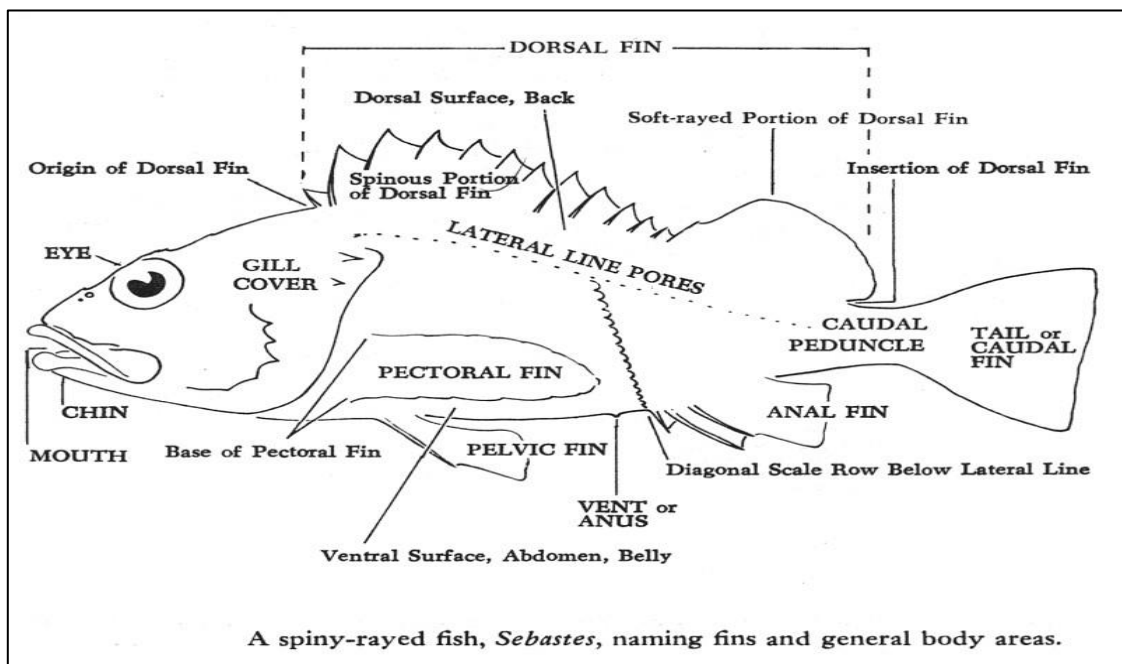 DORSAL FIN
Dorsal Surface, Back
Soft-rayed Portion of Dorsal Fin
Origin of Dorsal Fin
Insertion of Dorsal Fin
Spinous Portion
of Dorsal Fin
EYE
GILL
COVER
LATERAL LINE PORES
CAUDAL
PEDUNCLE
TAIL or
CAUDAL
FIN
PECTORAL FIN
CHIN
ANAL FIN
MOUTH
Base of Pectoral Fin
PELVIC FIN
Diagonal Scale Row Below Lateral Line
VENT or
ANUS
Ventral Surface, Abdomen, Belly
A spiny-rayed fish, Sebastes, naming fins and general body areas.